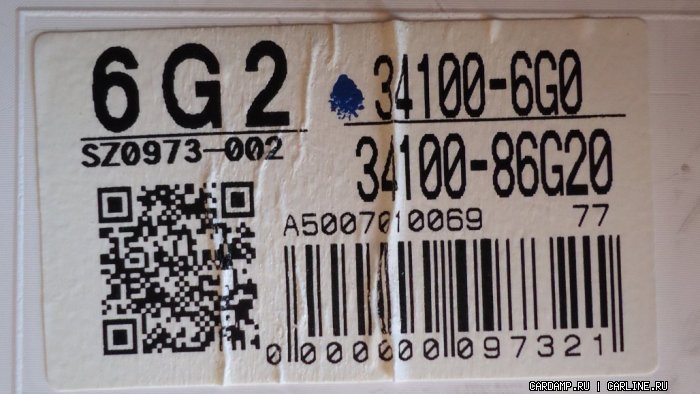 6G2
34100-6G0
SZ0973-002
34100-86G20
A5007010069 77
0000000097321
CARDAMP.RU | CARLINE.RU